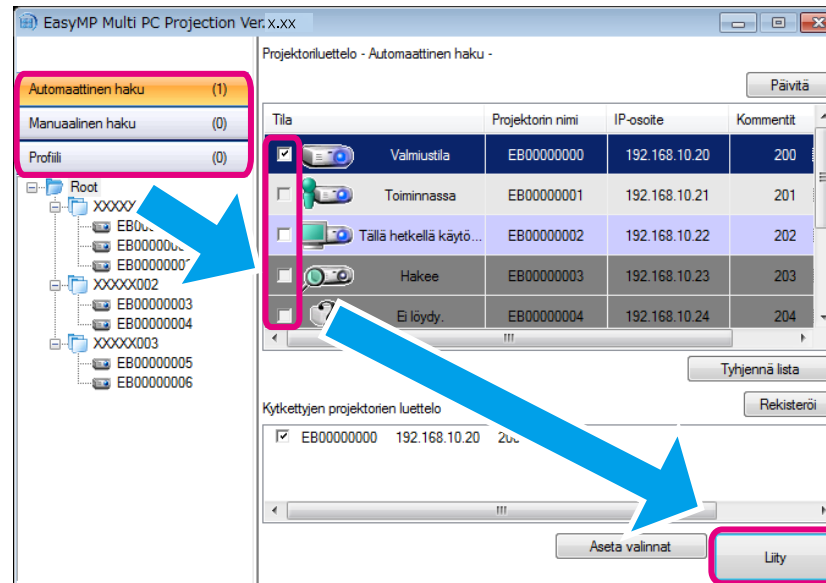 EasyMP Multi PC Projection Ver.x.xx
Projektoriluettelo - Automaattinen haku -
Päivitä
Automaattinen haku (1)
Manuaalinen haku (0)
Profiili (0)
Root
XXXXX002
EB00000003
EB00000004
XXXXX003
EB00000005
EB00000006
Tila Projektorin nimi IP-osoite Kommentit
Valmiustila EB00000000 192.168.10.20 200
Toiminnassa EB00000001 192.168.10.21 201
Tällä hetkellä käytö... EB00000002 192.168.10.22 202
Hakee EB00000003 192.168.10.23 203
Ei löydy. EB00000004 192.168.10.24 204
Tyhjennä lista
Kytkettyjen projektorien luettelo
Rekisteröi
EB00000000 192.168.10.20
Aseta valinnat
Liity